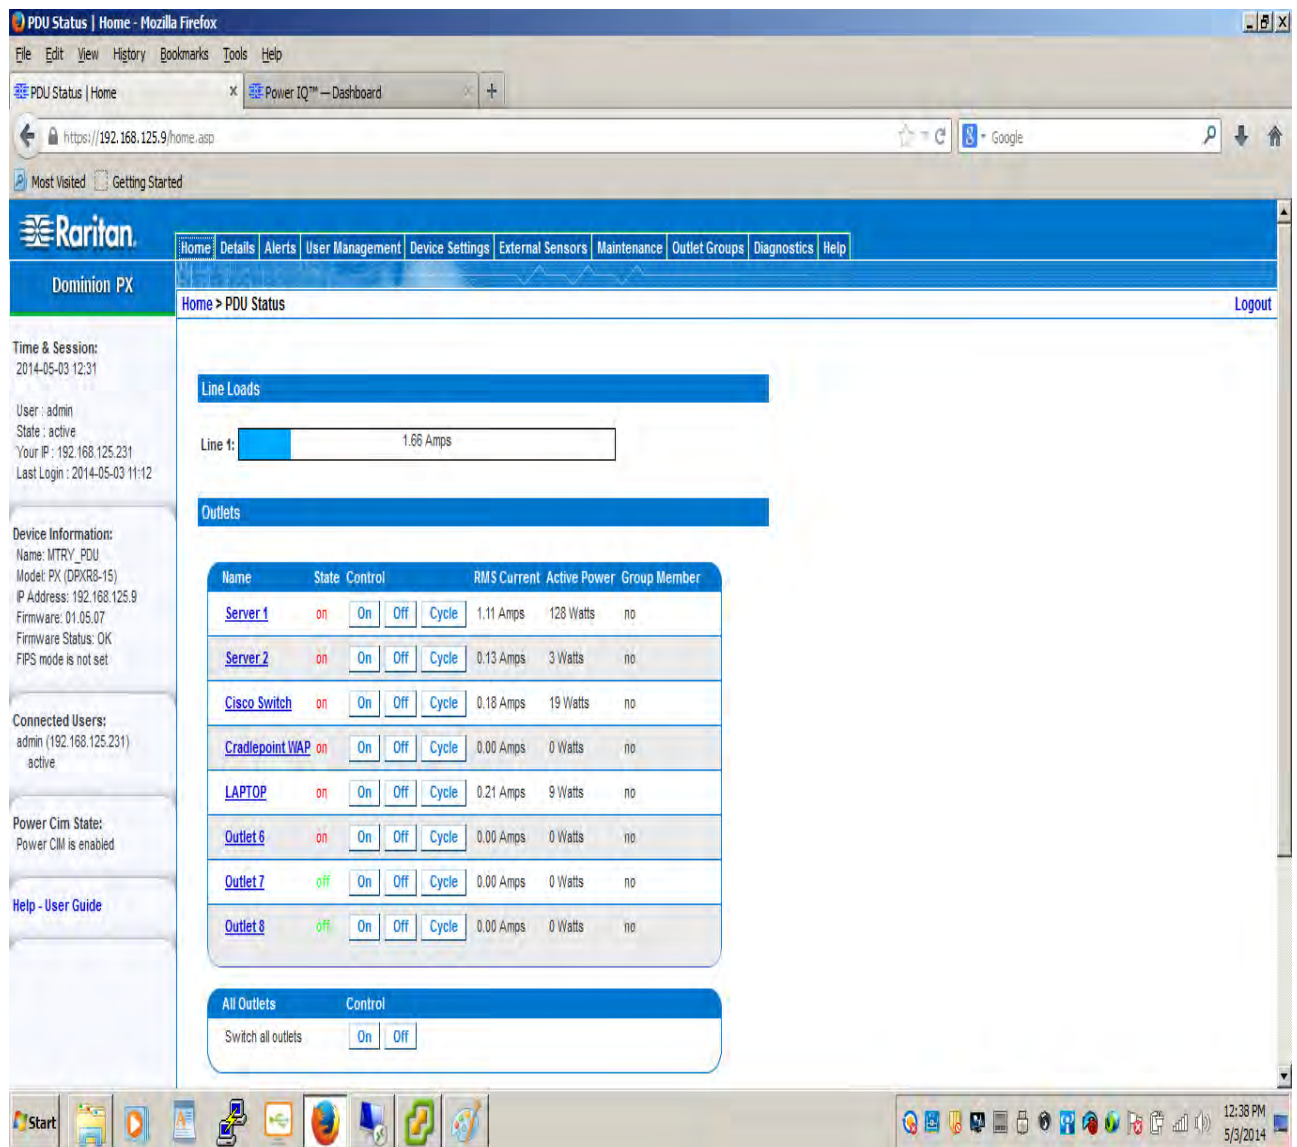 PDU Status | Home - Mozilla Firefox
File Edit View History Bookmarks Tools Help
PDU Status | Home x Power IQ™ — Dashboard x +
https://192.168.125.9/home.asp Google
Most Visited Getting Started
Raritan.
Home Details Alerts User Management Device Settings External Sensors Maintenance Outlet Groups Diagnostics Help
Dominion PX
Home > PDU Status Logout
Time & Session:
2014-05-03 12:31
User : admin
State : active
Your IP : 192.168.125.231
Last Login : 2014-05-03 11:12
Device Information:
Name: MTRY_PDU
Model: PX (DPXR8-15)
IP Address: 192.168.125.9
Firmware: 01.05.07
Firmware Status: OK
FIPS mode is not set
Connected Users:
admin (192.168.125.231)
active
Power Cim State:
Power CIM is enabled
Help - User Guide
Line Loads
Line 1: 1.66 Amps
Outlets
Name State Control RMS Current Active Power Group Member
Server 1 on On Off Cycle 1.11 Amps 128 Watts no
Server 2 on On Off Cycle 0.13 Amps 3 Watts no
Cisco Switch on On Off Cycle 0.18 Amps 19 Watts no
Cradlepoint WAP on On Off Cycle 0.00 Amps 0 Watts no
LAPTOP on On Off Cycle 0.21 Amps 9 Watts no
Outlet 6 on On Off Cycle 0.00 Amps 0 Watts no
Outlet 7 off On Off Cycle 0.00 Amps 0 Watts no
Outlet 8 off On Off Cycle 0.00 Amps 0 Watts no
All Outlets Control
Switch all outlets On Off
Start
12:38 PM
5/3/2014